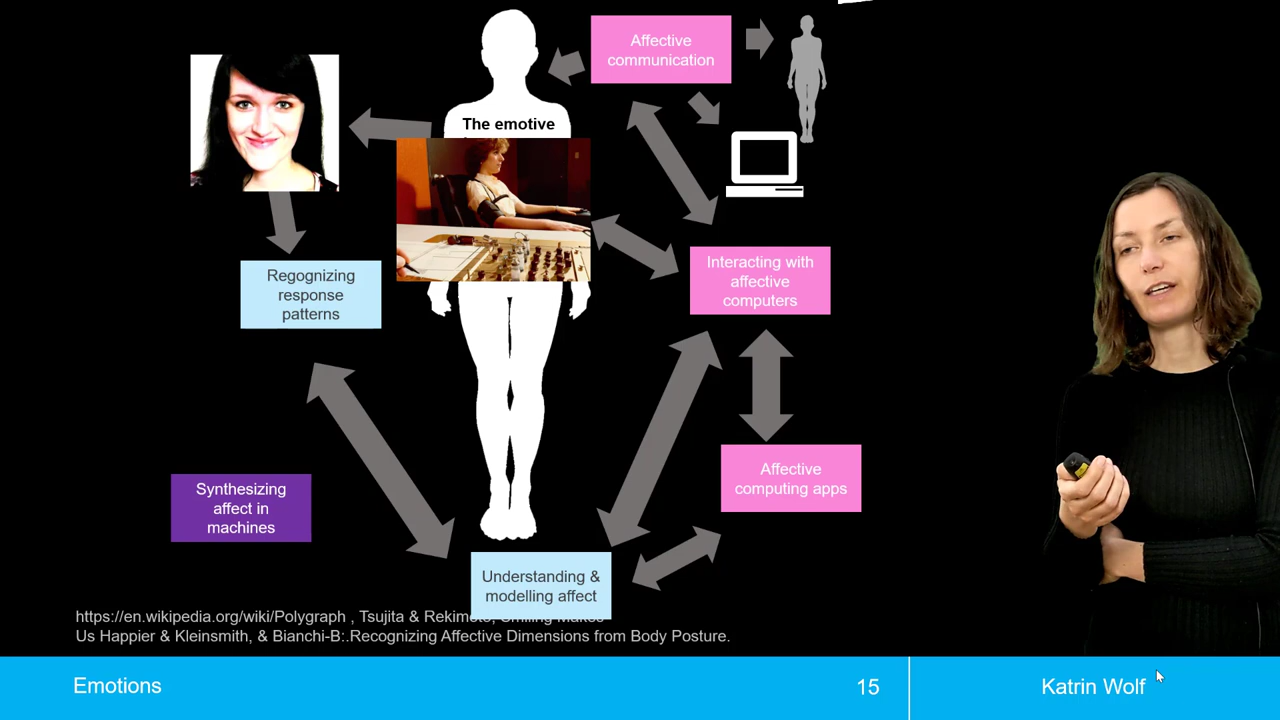 Affective
communication
The emotive
Regognizing
response
patterns
Interacting with
affective
computers
Synthesizing
affect in
machines
Affective
computing apps
Understanding &
modelling affect
https://en.wikipedia.org/wiki/Polygraph , Tsujita & Rekimoto, Smiling Makes
Us Happier & Kleinsmith, & Bianchi-B:.Recognizing Affective Dimensions from Body Posture.
Emotions
15
Katrin Wolf